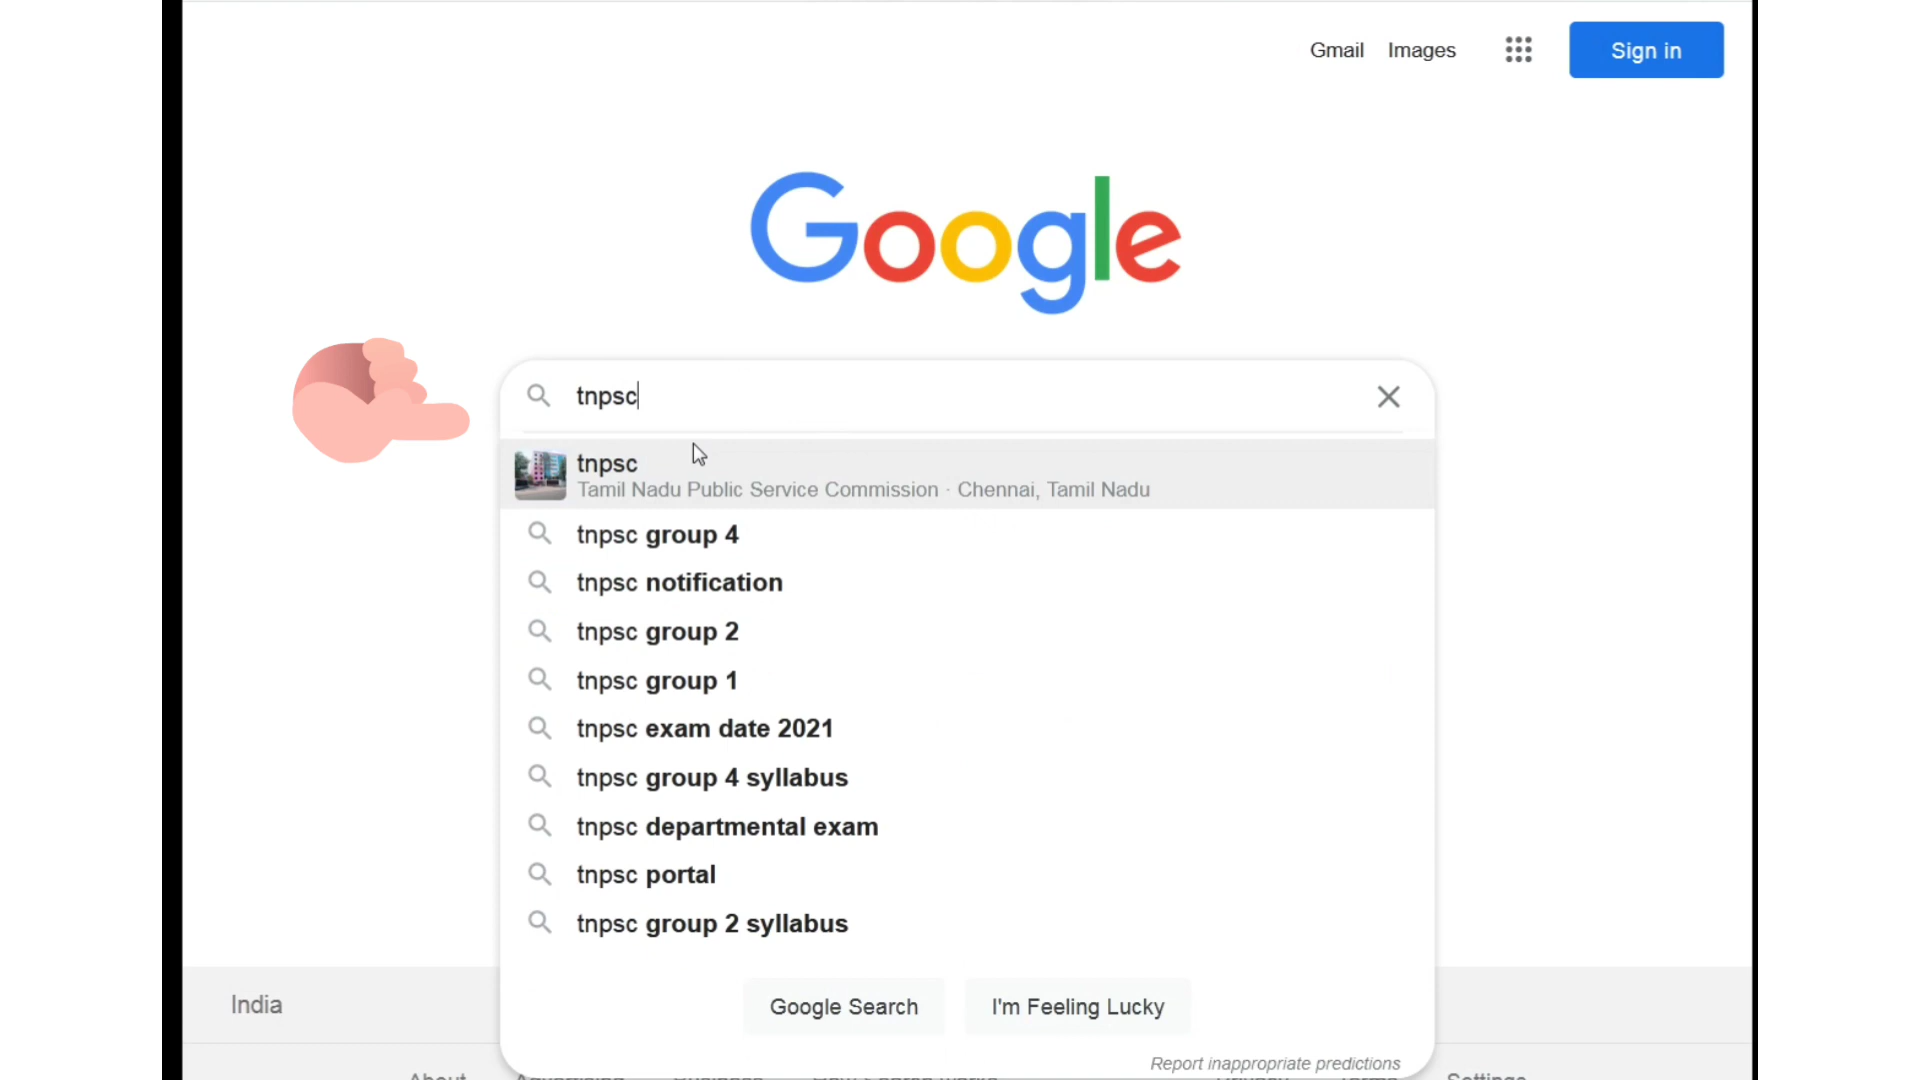 Gmail Images Sign in
Google
tnpsc
tnpsc
Tamil Nadu Public Service Commission · Chennai, Tamil Nadu
tnpsc group 4
tnpsc notification
tnpsc group 2
tnpsc group 1
tnpsc exam date 2021
tnpsc group 4 syllabus
tnpsc departmental exam
tnpsc portal
tnpsc group 2 syllabus
India
Google Search I'm Feeling Lucky
Report inappropriate predictions